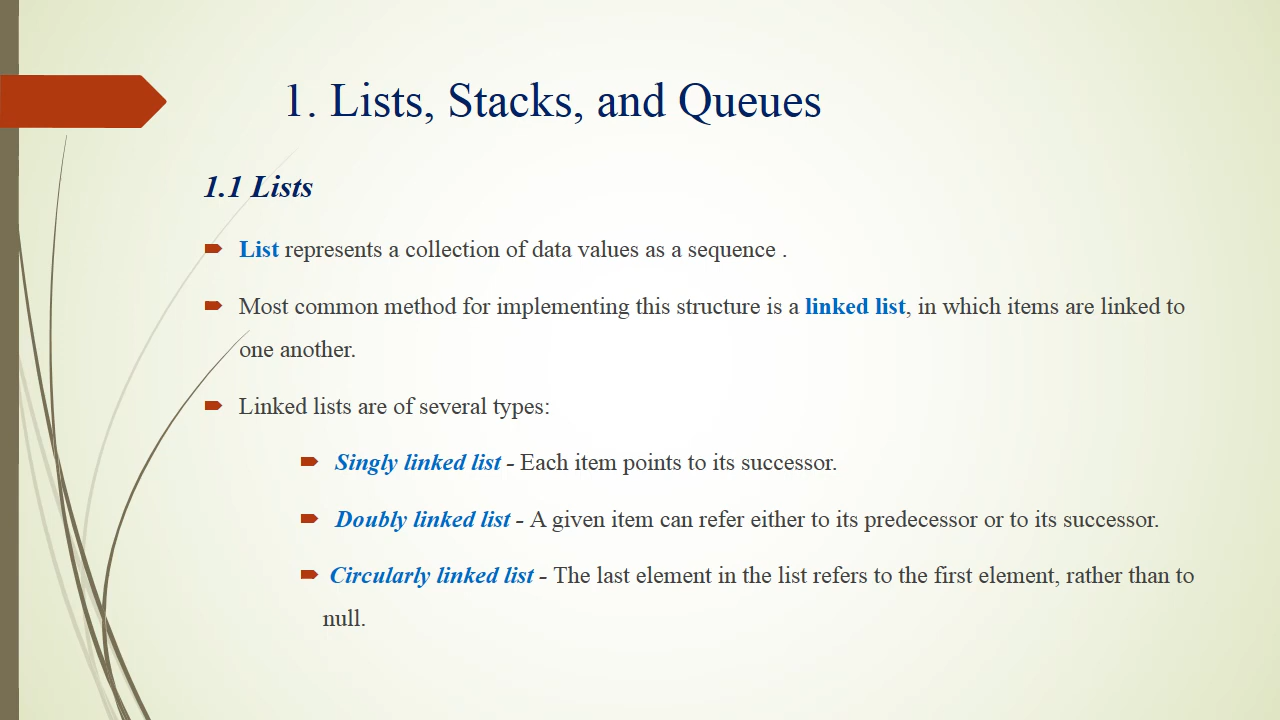 1. Lists, Stacks, and Queues
1.1 Lists
List represents a collection of data values as a sequence .
Most common method for implementing this structure is a linked list, in which items are linked to
one another.
Linked lists are of several types:
Singly linked list - Each item points to its successor.
Doubly linked list - A given item can refer either to its predecessor or to its successor.
Circularly linked list - The last element in the list refers to the first element, rather than to
null.